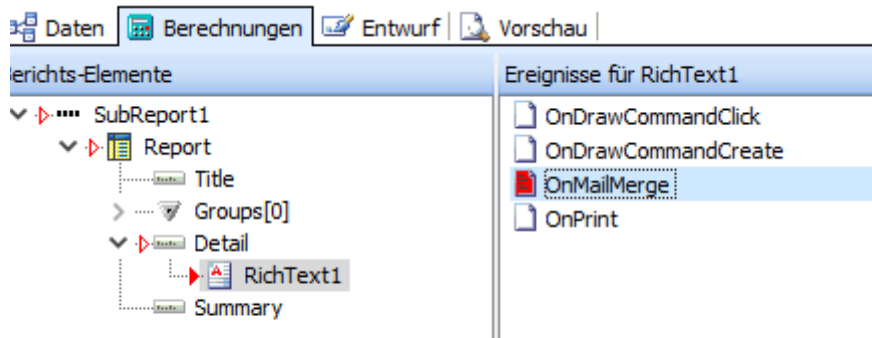 Daten Berechnungen Entwurf Vorschau
Berichts-Elemente
SubReport1
Report
Title
Groups[0]
Detail
RichText1
Summary
Ereignisse für RichText1
OnDrawCommandClick
OnDrawCommandCreate
OnMailMerge
OnPrint